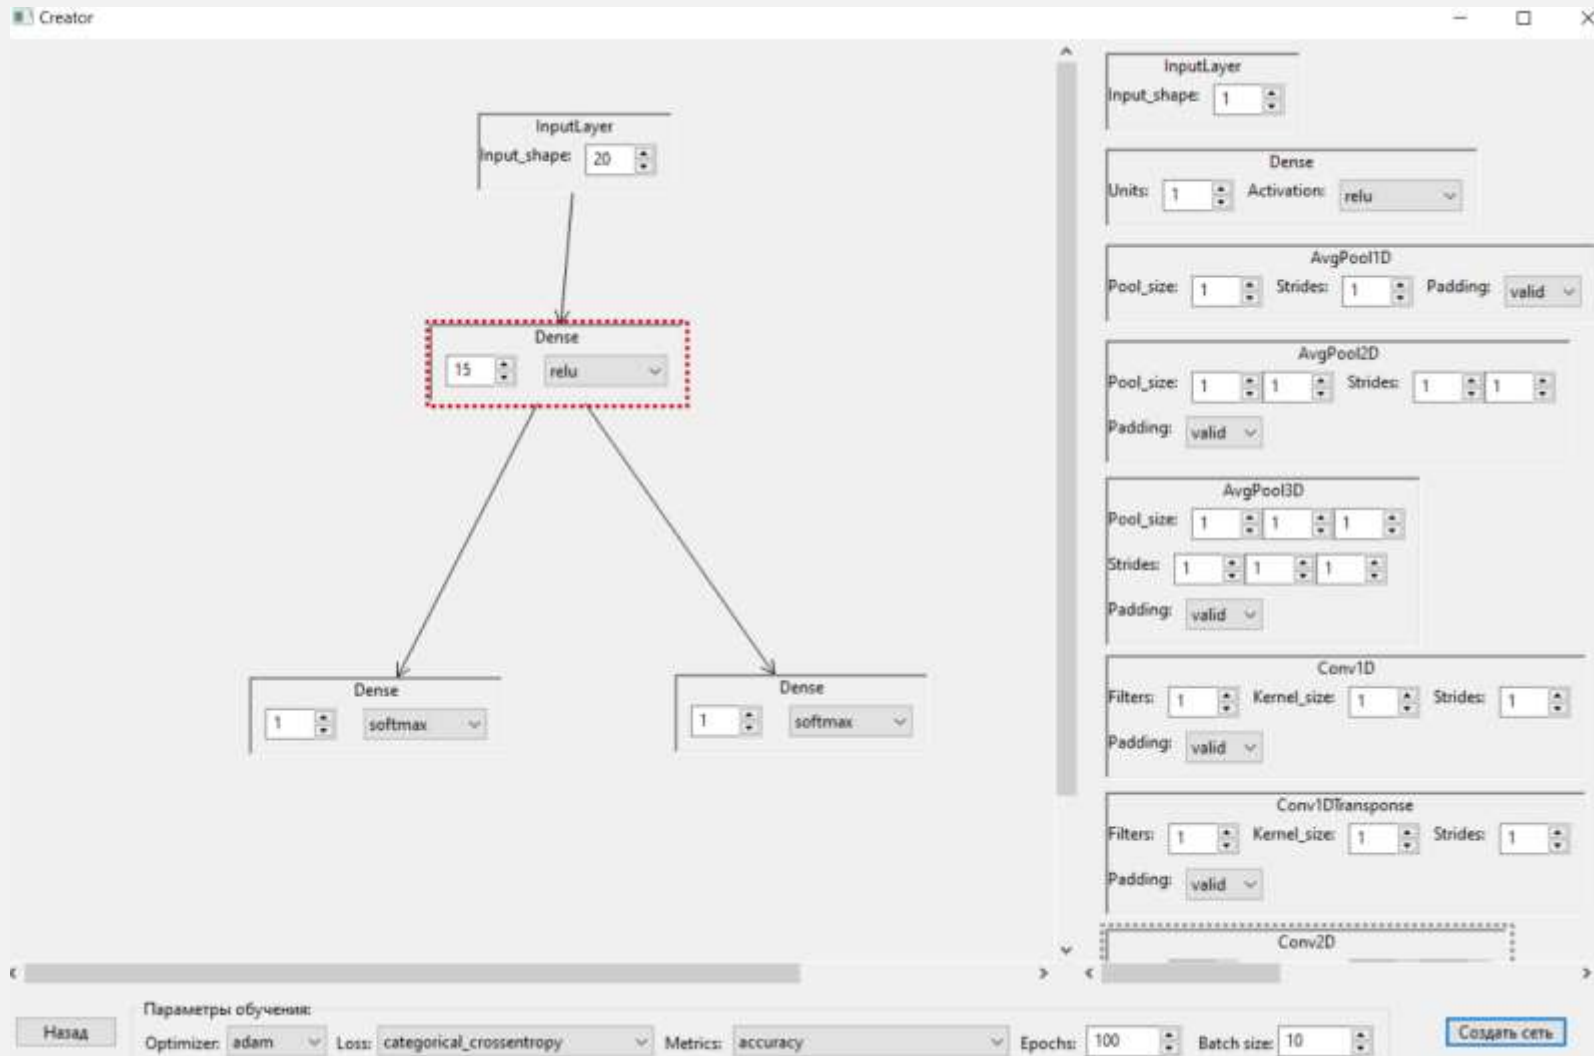 Creator
InputLayer
Input_shape: 20
Dense
15 relu
Dense
1 softmax
Dense
1 softmax
InputLayer
Input_shape: 1
Dense
Units: 1 Activation: relu
AvgPool1D
Pool_size: 1 Strides: 1 Padding: valid
AvgPool2D
Pool_size: 1 1 Strides: 1 1
Padding: valid
AvgPool3D
Pool_size: 1 1 1
Strides: 1 1 1
Padding: valid
Conv1D
Filters: 1 Kernel_size: 1 Strides: 1
Padding: valid
Conv1DTransponse
Filters: 1 Kernel_size: 1 Strides: 1
Padding: valid
Conv2D
Назад
Параметры обучения:
Optimizer: adam Loss: categorical_crossentropy Metrics: accuracy Epochs: 100 Batch size: 10
Создать сеть